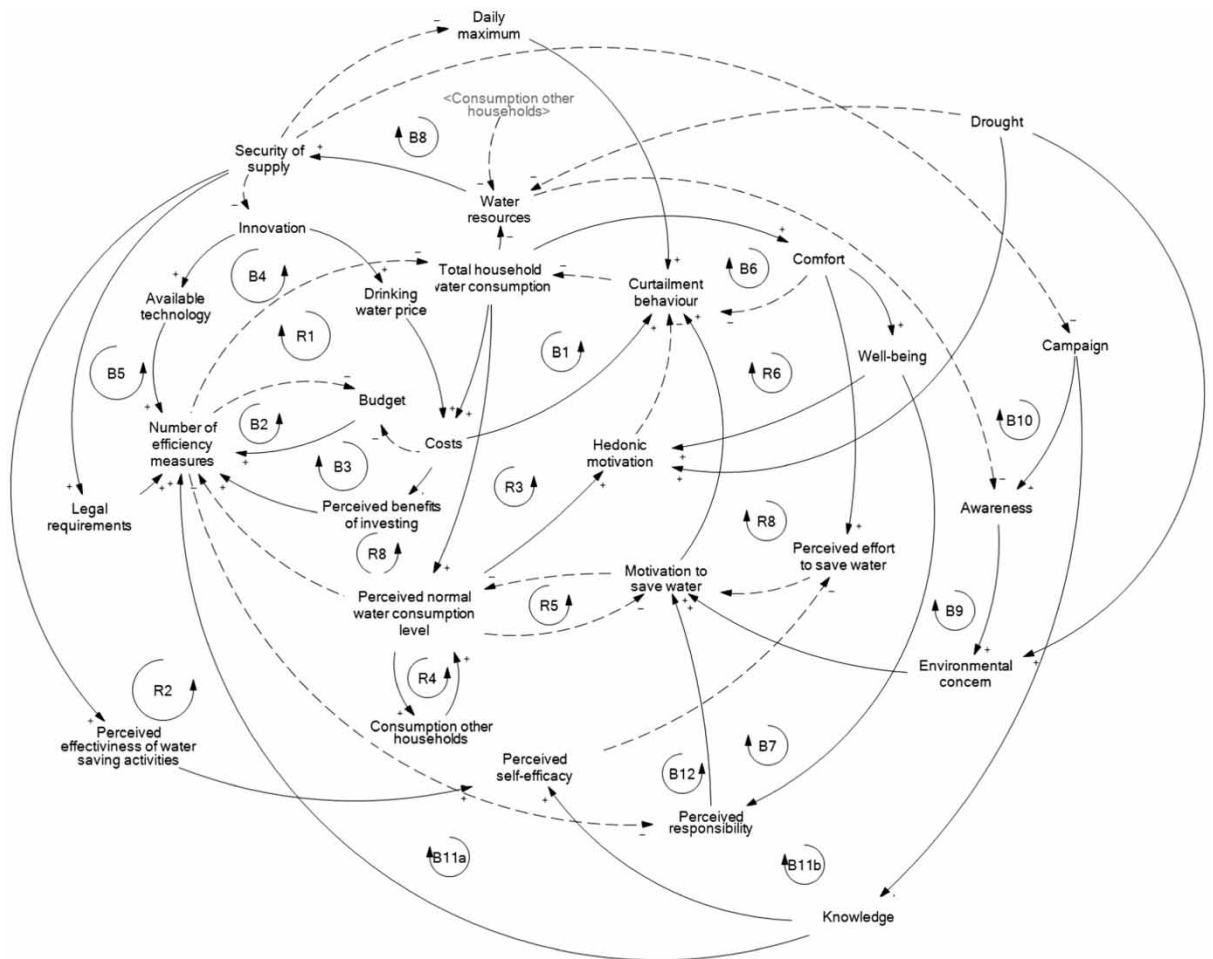 Daily
maximum
<Consumption other
households>
Drought
B8
Security of
supply
Water
resources
Innovation
B4
Total household
water consumption
B6
Comfort
Curtailment
behaviour
Available
technology
Drinking
water price
R1
B1
Campaign
Well-being
B5
R6
Budget
B2
Number of
efficiency
measures
Costs
Hedonic
motivation
B10
B3
R3
Legal
requirements
Perceived benefits
of investing
Awareness
R8
R8
Perceived effort
to save water
Motivation to
save water
Perceived normal
water consumption
level
R5
B9
Environmental
concern
R4
R2
Consumption other
households
Perceived
effectiviness of water
saving activities
Perceived
self-efficacy
B7
B12
Perceived
responsibility
B11a
B11b
Knowledge